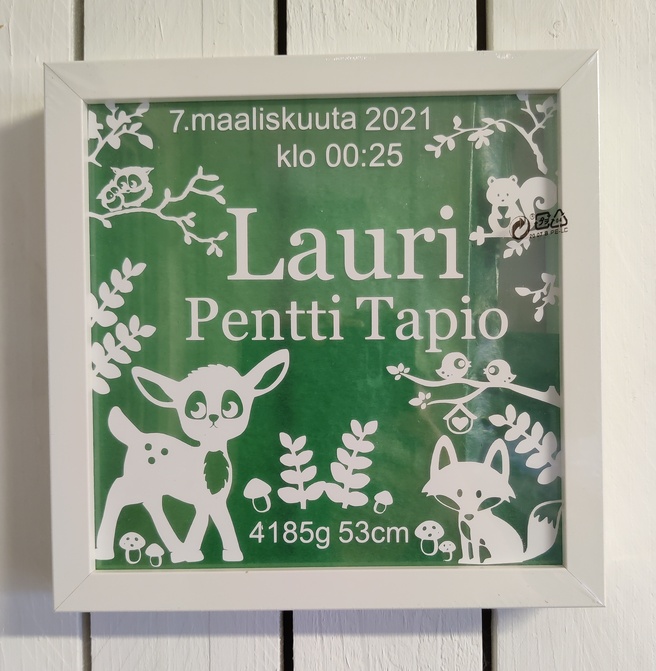 7.maaliskuuta 2021
klo 00:25
Lauri
Pentti Tapio
4185g 53cm